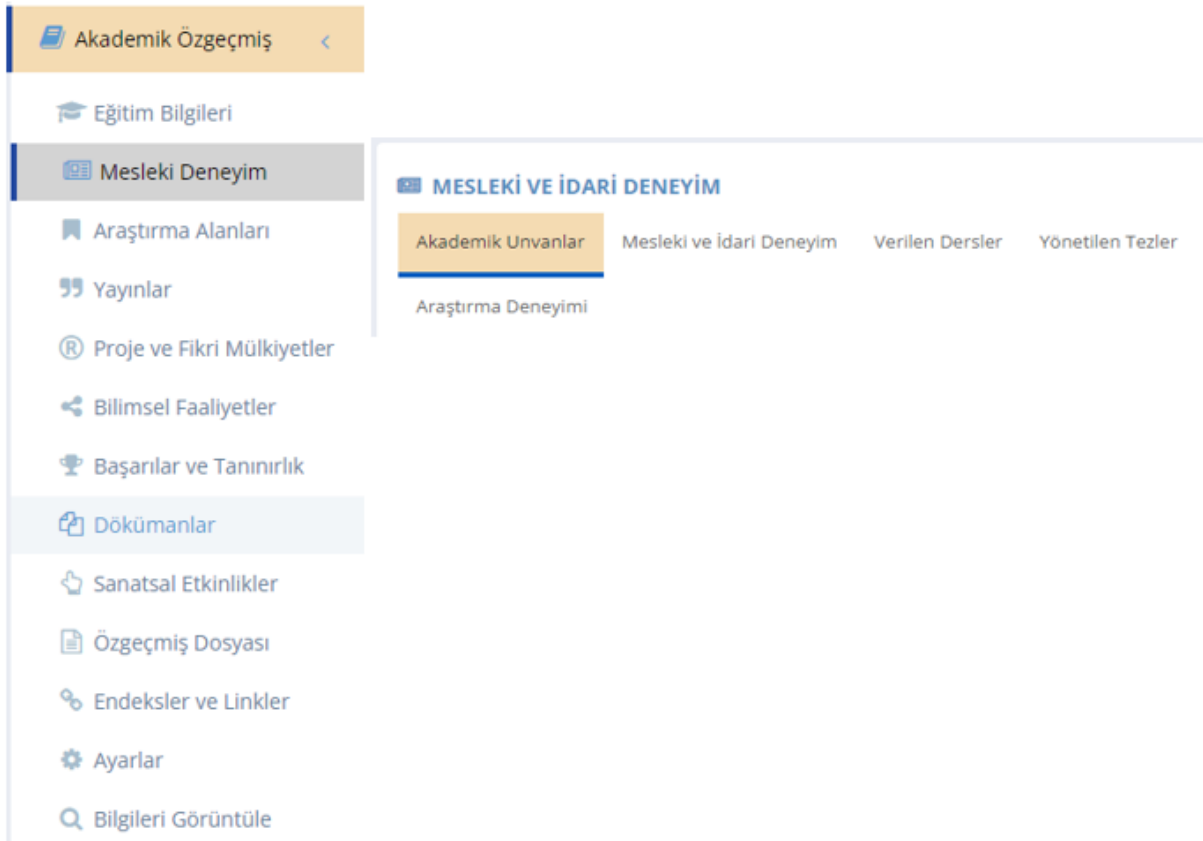 Akademik Özgeçmiş
Eğitim Bilgileri
Mesleki Deneyim
Araştırma Alanları
Yayınlar
Proje ve Fikri Mülkiyetler
Bilimsel Faaliyetler
Başarılar ve Tanınırlık
Dökümanlar
Sanatsal Etkinlikler
Özgeçmiş Dosyası
Endeksler ve Linkler
Ayarlar
Bilgileri Görüntüle
MESLEKİ VE İDARİ DENEYİM
Akademik Unvanlar Mesleki ve İdari Deneyim Verilen Dersler Yönetilen Tezler
Araştırma Deneyimi